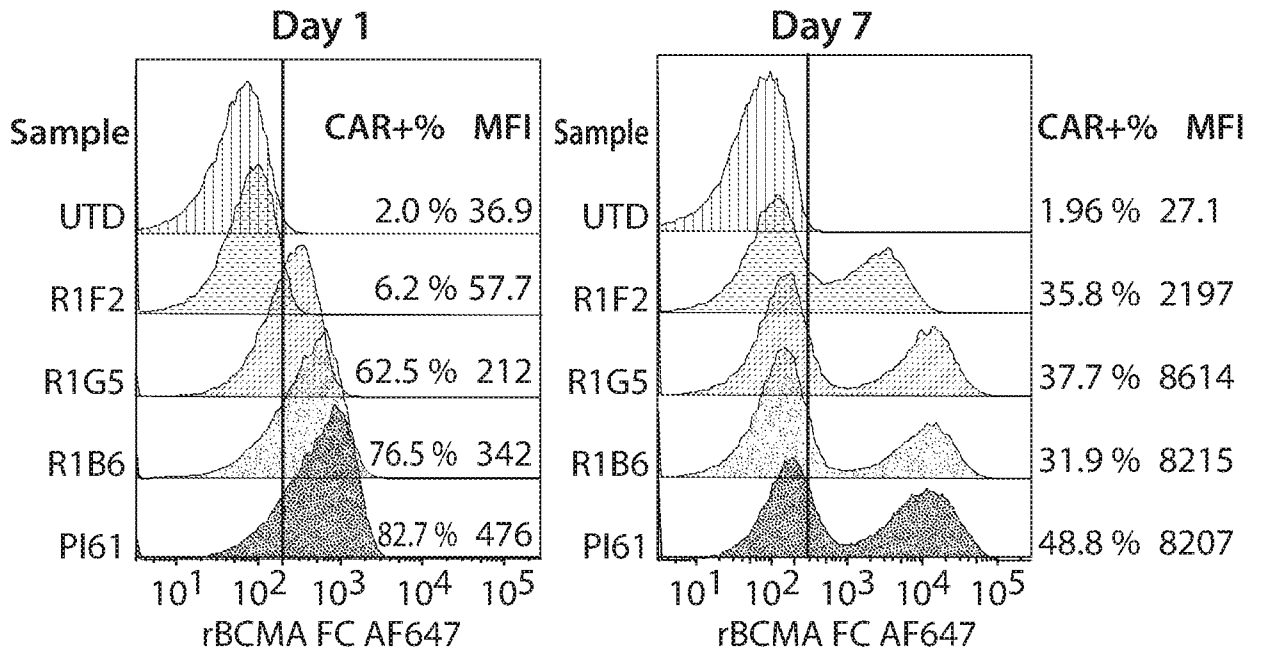 Day 1
Sample CAR+% MFI
UTD 2.0 % 36.9
R1F2 6.2 % 57.7
R1G5 62.5 % 212
R1B6 76.5 % 342
PI61 82.7 % 476
10¹ 10² 10³ 10⁴ 10⁵
rBCMA FC AF647
Day 7
Sample CAR+% MFI
UTD 1.96 % 27.1
R1F2 35.8 % 2197
R1G5 37.7 % 8614
R1B6 31.9 % 8215
PI61 48.8 % 8207
10¹ 10² 10³ 10⁴ 10⁵
rBCMA FC AF647